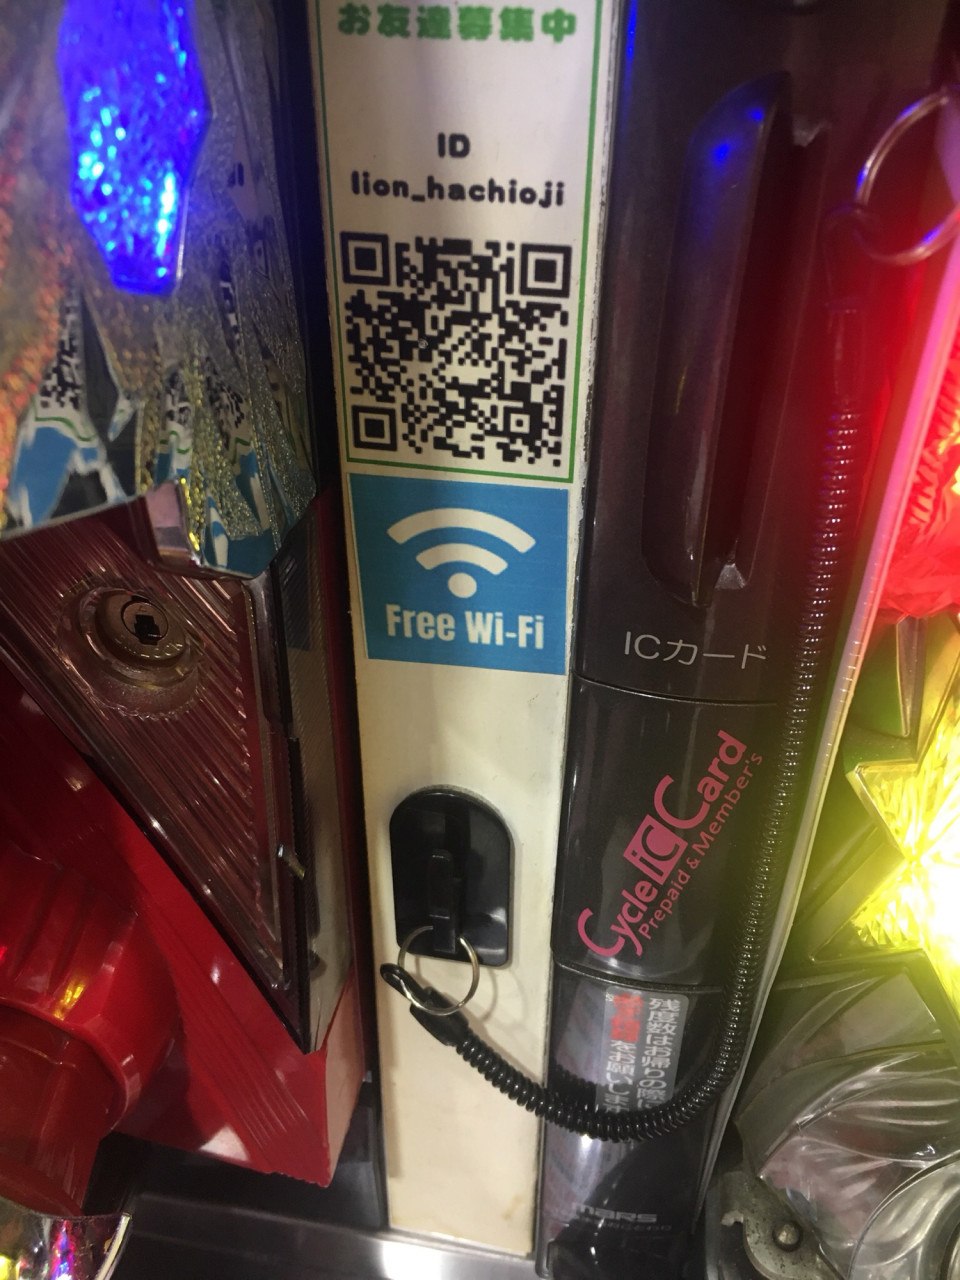 お友達募集中
ID
lion_hachioji
Free Wi-Fi
ICカード
Cycle iC Card
Prepaid & Member's
残度数はお帰りの際に
をお願いします
mars